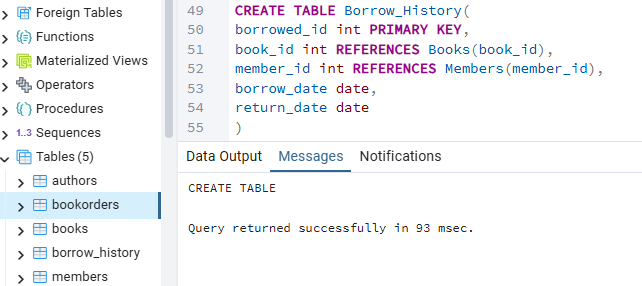 Foreign Tables
Functions
Materialized Views
Operators
Procedures
1..3 Sequences
Tables (5)
authors
bookorders
books
borrow_history
members
49 CREATE TABLE Borrow_History(
50 borrowed_id int PRIMARY KEY,
51 book_id int REFERENCES Books(book_id),
52 member_id int REFERENCES Members(member_id),
53 borrow_date date,
54 return_date date
55 )
Data Output Messages Notifications
CREATE TABLE
Query returned successfully in 93 msec.